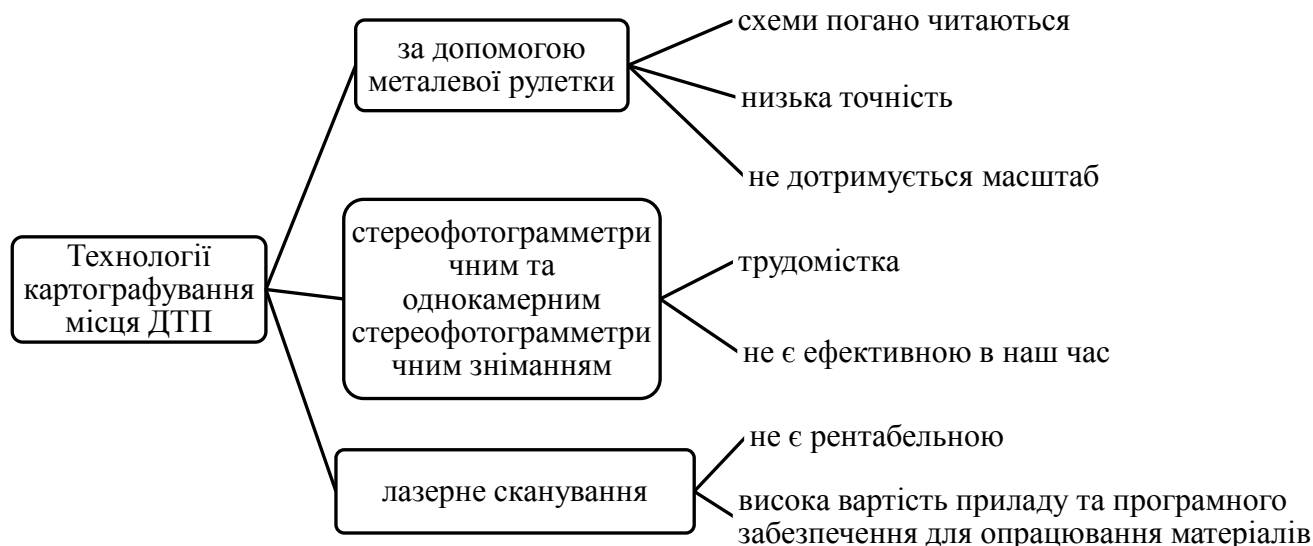 Технології
картографування
місця ДТП
за допомогою
металевої рулетки
схеми погано читаються
низька точність
не дотримується масштаб
стереофотограмметри
чним та
однокамерним
стереофотограмметри
чним зніманням
трудомістка
не є ефективною в наш час
лазерне сканування
не є рентабельною
висока вартість приладу та програмного
забезпечення для опрацювання матеріалів